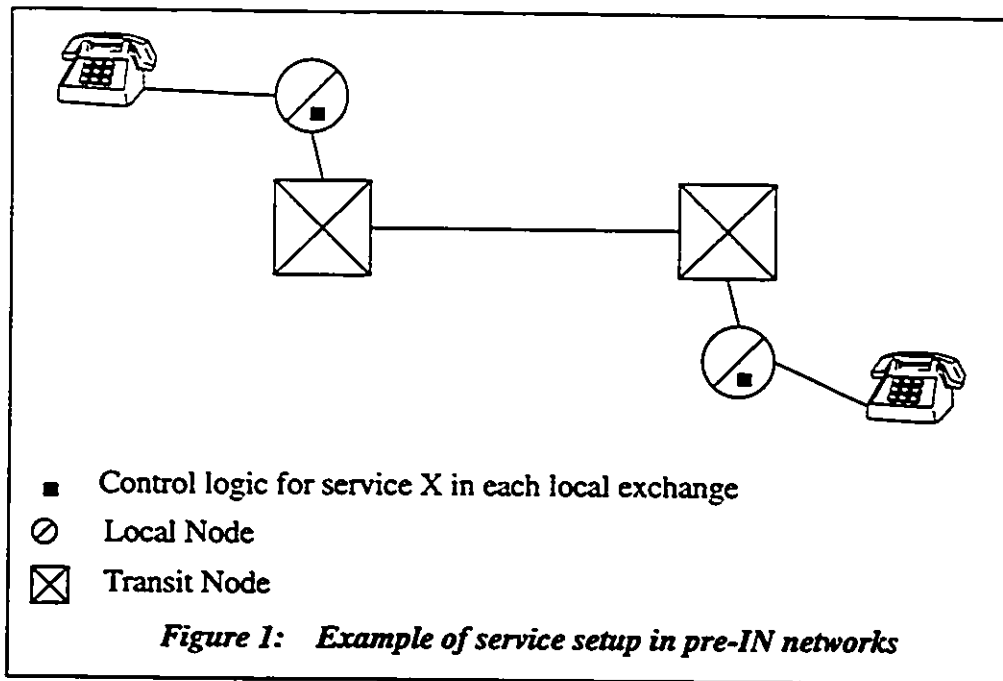 Control logic for service X in each local exchange
Local Node
Transit Node
Figure 1: Example of service setup in pre-IN networks